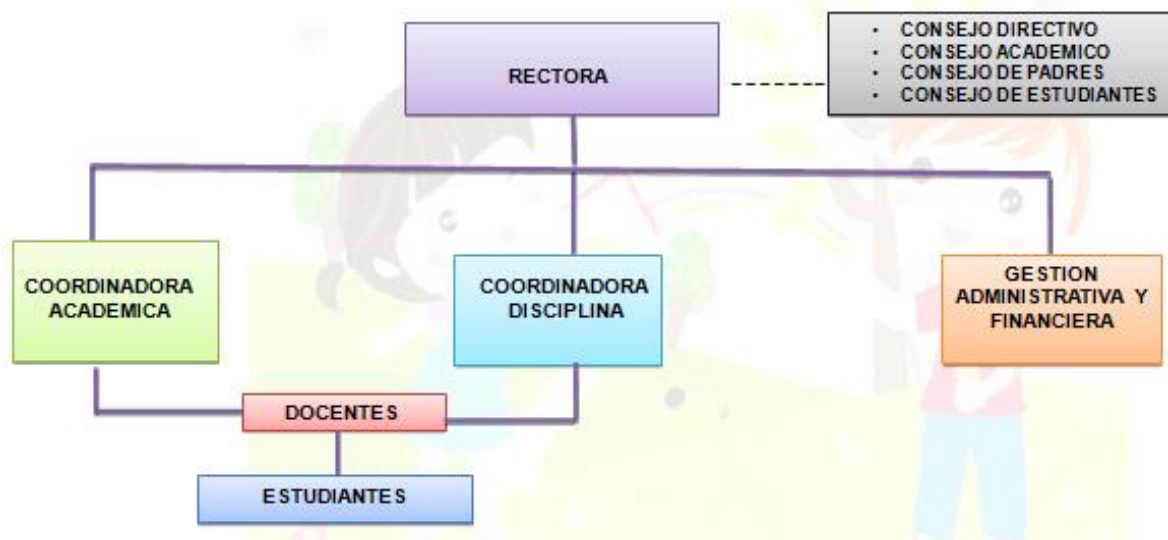 RECTORA
• CONSEJO DIRECTIVO
• CONSEJO ACADEMICO
• CONSEJO DE PADRES
• CONSEJO DE ESTUDIANTES
COORDINADORA
ACADEMICA
COORDINADORA
DISCIPLINA
GESTION
ADMINISTRATIVA Y
FINANCIERA
DOCENTES
ESTUDIANTES